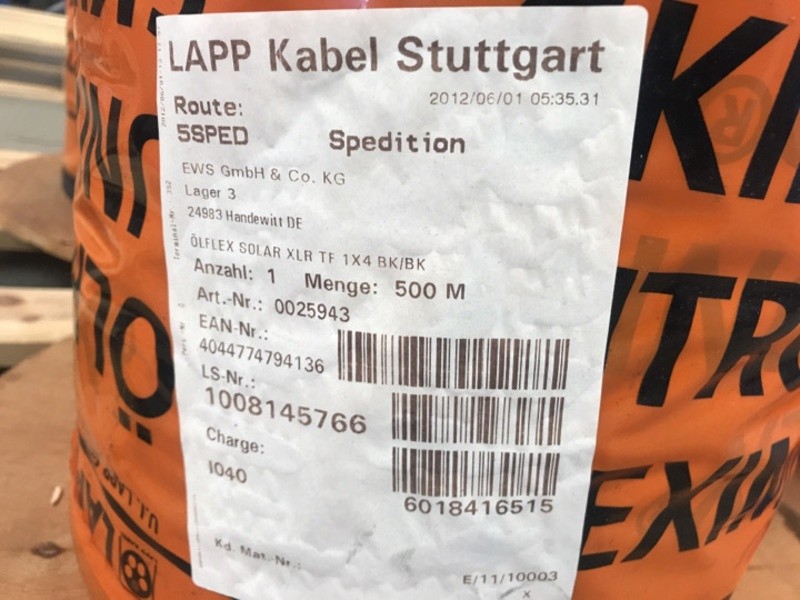 LAPP Kabel Stuttgart
2012/06/01 05:35.31
Route:
5SPED Spedition
EWS GmbH & Co. KG
Lager 3
24983 Handewitt DE
ÖLFLEX SOLAR XLR TF 1X4 BK/BK
Anzahl: 1 Menge: 500 M
Art.-Nr.: 0025943
EAN-Nr.:
4044774794136
LS-Nr.:
1008145766
Charge:
I040
6018416515
Kd. Mat.-Nr.:
E/11/10003
X